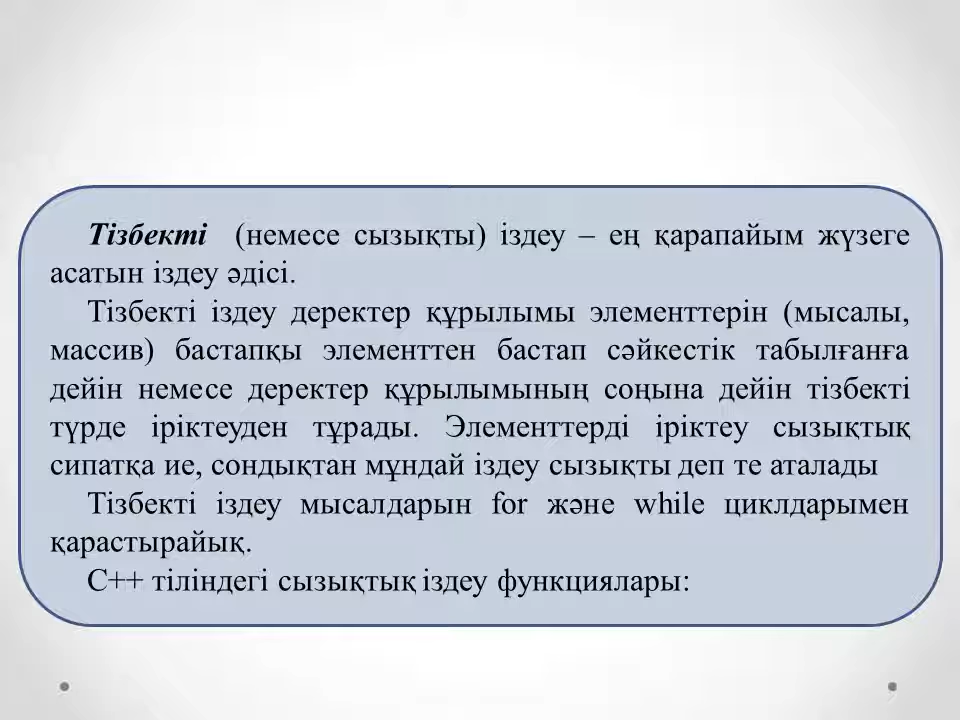 Тізбекті (немесе сызықты) іздеу – ең қарапайым жүзеге
асатын іздеу әдісі.
Тізбекті іздеу деректер құрылымы элементтерін (мысалы,
массив) бастапқы элементтен бастап сәйкестік табылғанға
дейін немесе деректер құрылымының соңына дейін тізбекті
түрде іріктеуден тұрады. Элементтерді іріктеу сызықтық
сипатқа ие, сондықтан мұндай іздеу сызықты деп те аталады
Тізбекті іздеу мысалдарын for және while циклдарымен
қарастырайық.
С++ тіліндегі сызықтық іздеу функциялары: